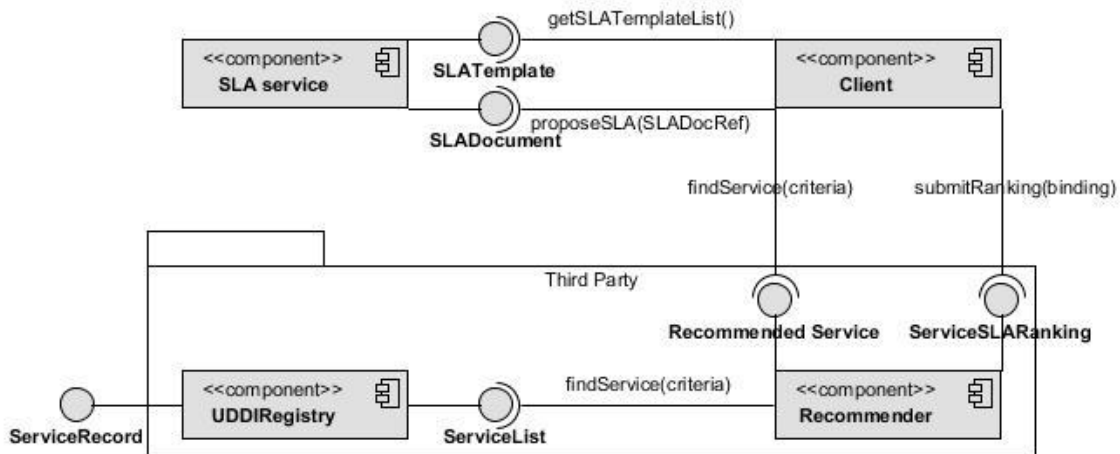 getSLATemplateList()
<<component>>
SLA service
SLATemplate
<<component>>
Client
SLADocument
proposeSLA(SLADocRef)
findService(criteria)
submitRanking(binding)
Third Party
Recommended Service
ServiceSLARanking
<<component>>
UDDIRegistry
findService(criteria)
<<component>>
Recommender
ServiceRecord
ServiceList